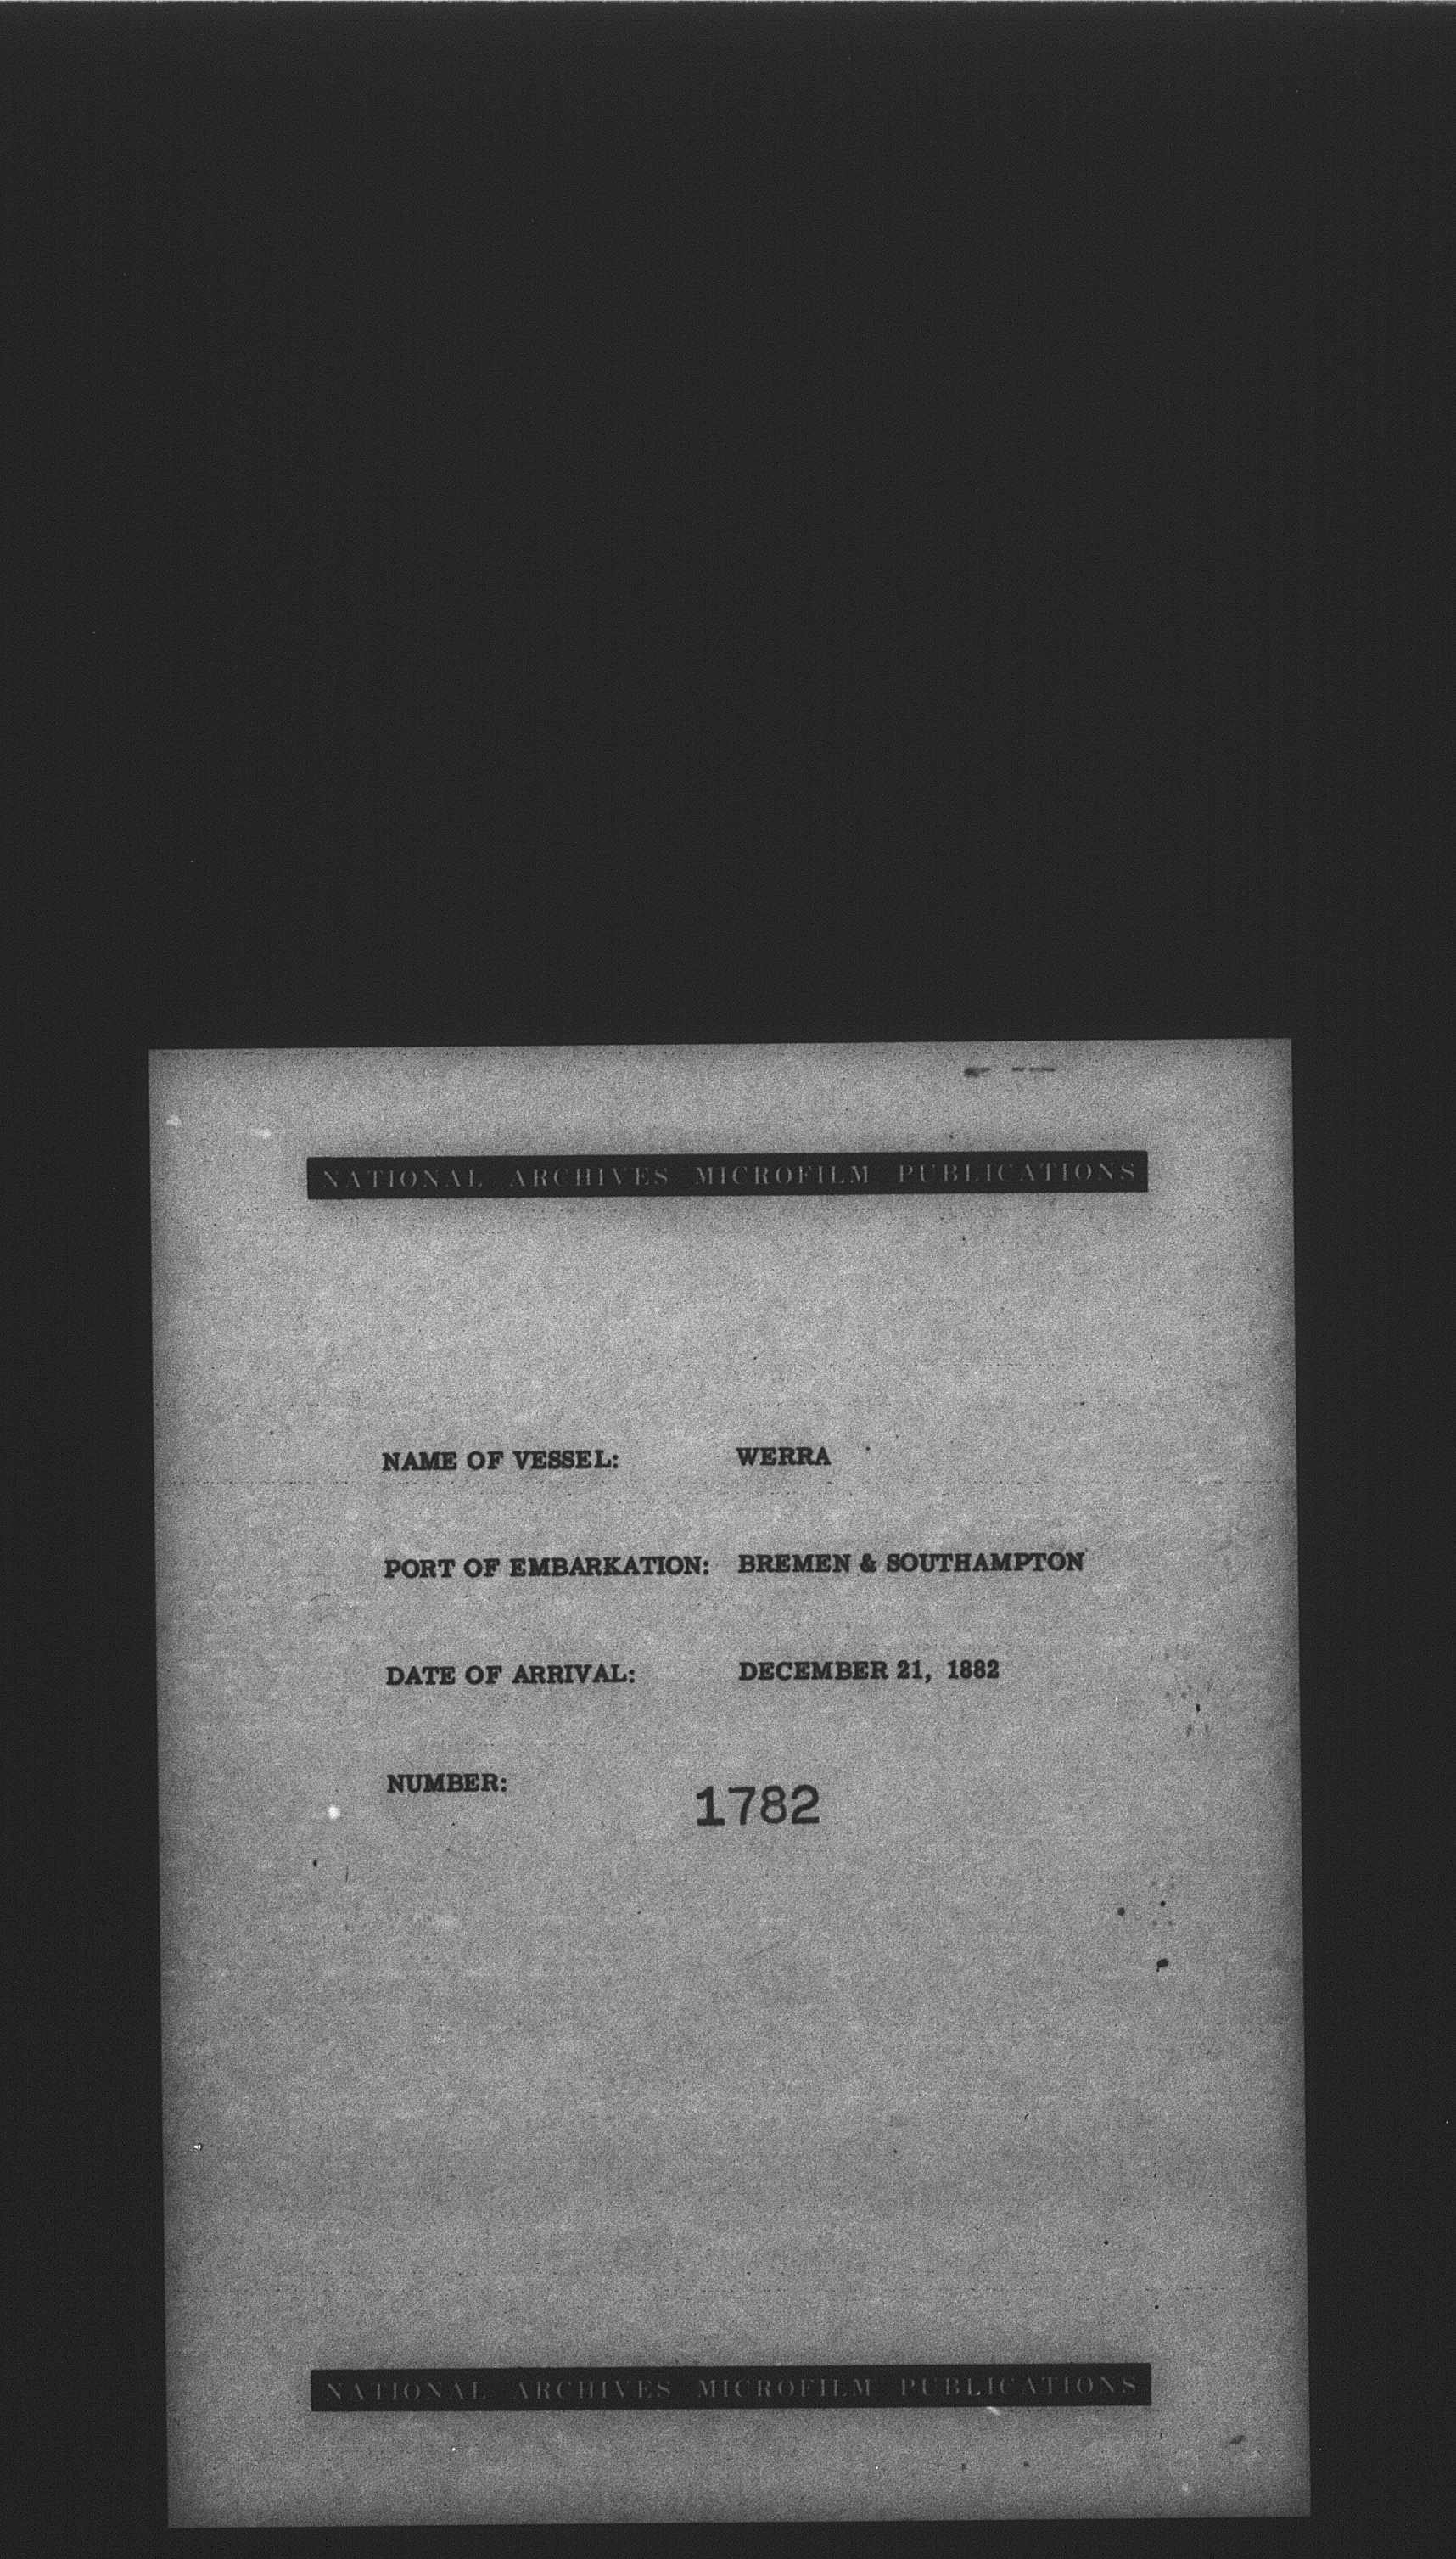 NATIONAL ARCHIVES MICROFILM PUBLICATIONS
NAME OF VESSEL: WERRA
PORT OF EMBARKATION: BREMEN & SOUTHAMPTON
DATE OF ARRIVAL: DECEMBER 21, 1882
NUMBER: 1782
NATIONAL ARCHIVES MICROFILM PUBLICATIONS